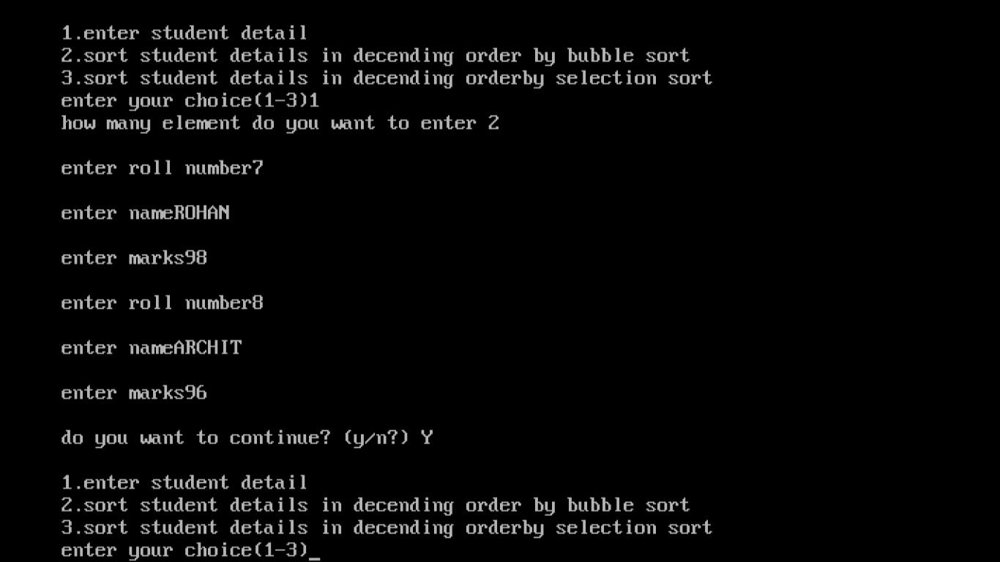 1.enter student detail
2.sort student details in decending order by bubble sort
3.sort student details in decending orderby selection sort
enter your choice(1-3)1
how many element do you want to enter 2
enter roll number7
enter nameROHAN
enter marks98
enter roll number8
enter nameARCHIT
enter marks96
do you want to continue? (y/n?) Y
1.enter student detail
2.sort student details in decending order by bubble sort
3.sort student details in decending orderby selection sort
enter your choice(1-3)_